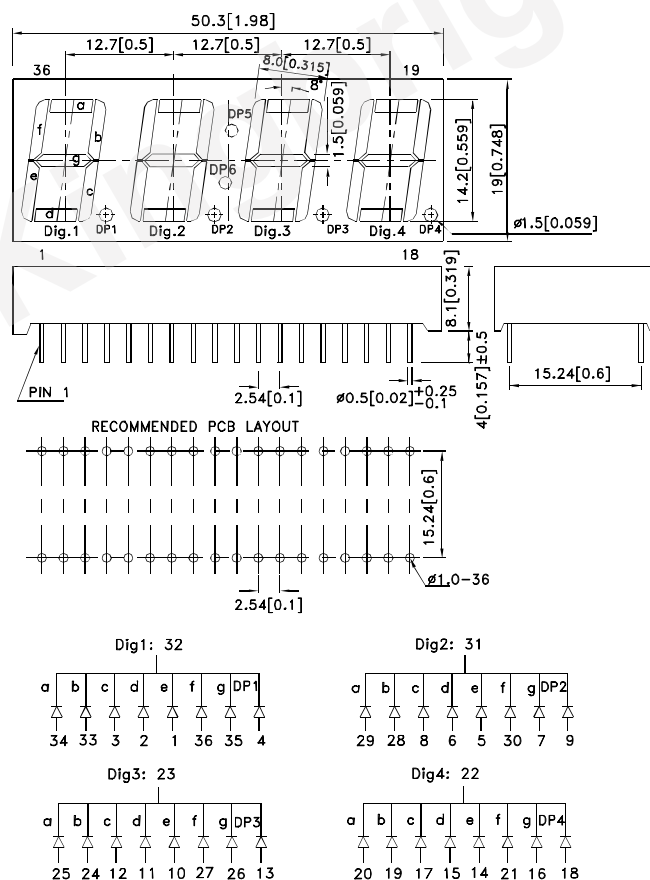 50.3[1.98]
12.7[0.5] 12.7[0.5] 12.7[0.5]
8.0[0.315]
36 19
8°
a DP5
f b
g
DP6
e c
d
1.5[0.059]
14.2[0.559]
19[0.748]
Dig.1 DP1 Dig.2 DP2 Dig.3 DP3 Dig.4 DP4
ø1.5[0.059]
1 18
8.1[0.319]
4[0.157]±0.5
PIN 1
2.54[0.1]
ø0.5[0.02]+0.25 -0.1
15.24[0.6]
RECOMMENDED PCB LAYOUT
15.24[0.6]
ø1.0-36
2.54[0.1]
Dig1: 32
a b c d e f g DP1
34 33 3 2 1 36 35 4
Dig2: 31
a b c d e f g DP2
29 28 8 6 5 30 7 9
Dig3: 23
a b c d e f g DP3
25 24 12 11 10 27 26 13
Dig4: 22
a b c d e f g DP4
20 19 17 15 14 21 16 18